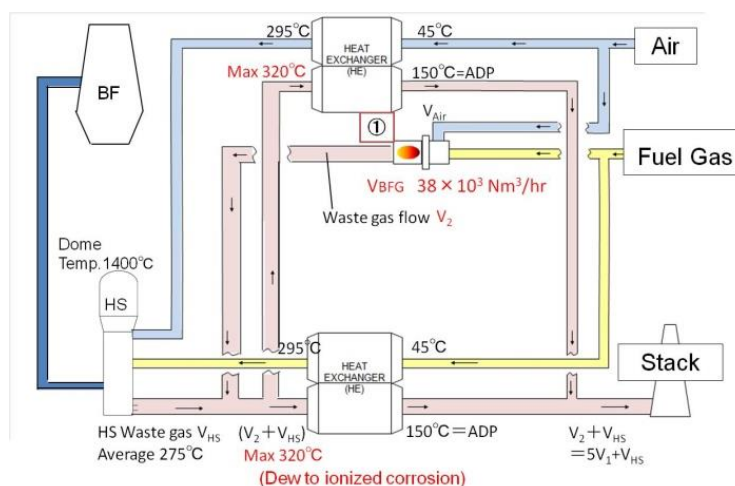 295℃
HEAT
EXCHANGER
(HE)
45℃
Air
Max 320℃
150℃=ADP
BF
①
VAir
Fuel Gas
VBFG 38 × 10³ Nm³/hr
Waste gas flow V₂
Dome
Temp.1400℃
HS
295℃
HEAT
EXCHANGER
(HE)
45℃
Stack
HS Waste gas VHS
Average 275℃
(V₂+VHS)
Max 320℃
150℃=ADP
V₂+VHS
=5V₁+VHS
(Dew to ionized corrosion)